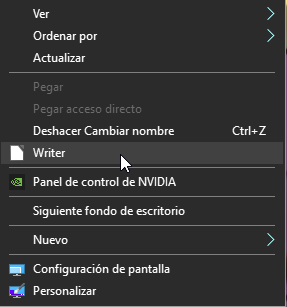 Ver
Ordenar por
Actualizar
Pegar
Pegar acceso directo
Deshacer Cambiar nombre Ctrl+Z
Writer
Panel de control de NVIDIA
Siguiente fondo de escritorio
Nuevo
Configuración de pantalla
Personalizar